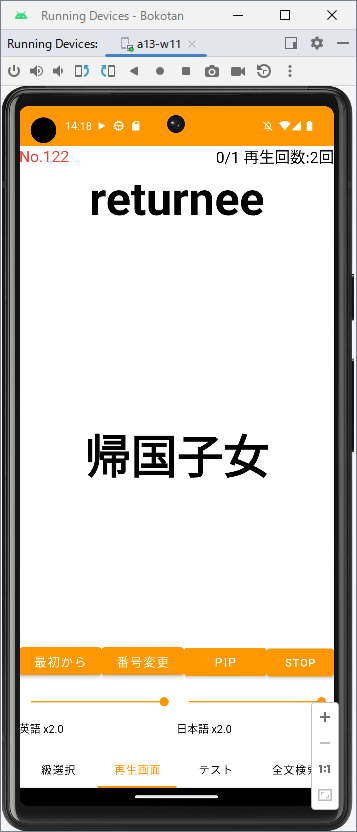 Running Devices - Bokotan
Running Devices:
a13-w11
14:18
No.122
0/1 再生回数:2回
returnee
帰国子女
最初から
番号変更
PIP
STOP
英語 x2.0
日本語 x2.0
級選択
再生画面
テスト
全文検索
1:1